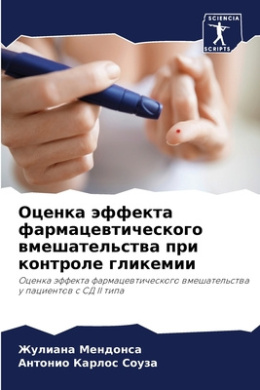 SCIENCIA
SCRIPTS
Оценка эффекта
фармацевтического
вмешательства при
контроле гликемии
Оценка эффекта фармацевтического вмешательства
у пациентов с СД II типа
Жулиана Мендонса
Антонио Карлос Соуза